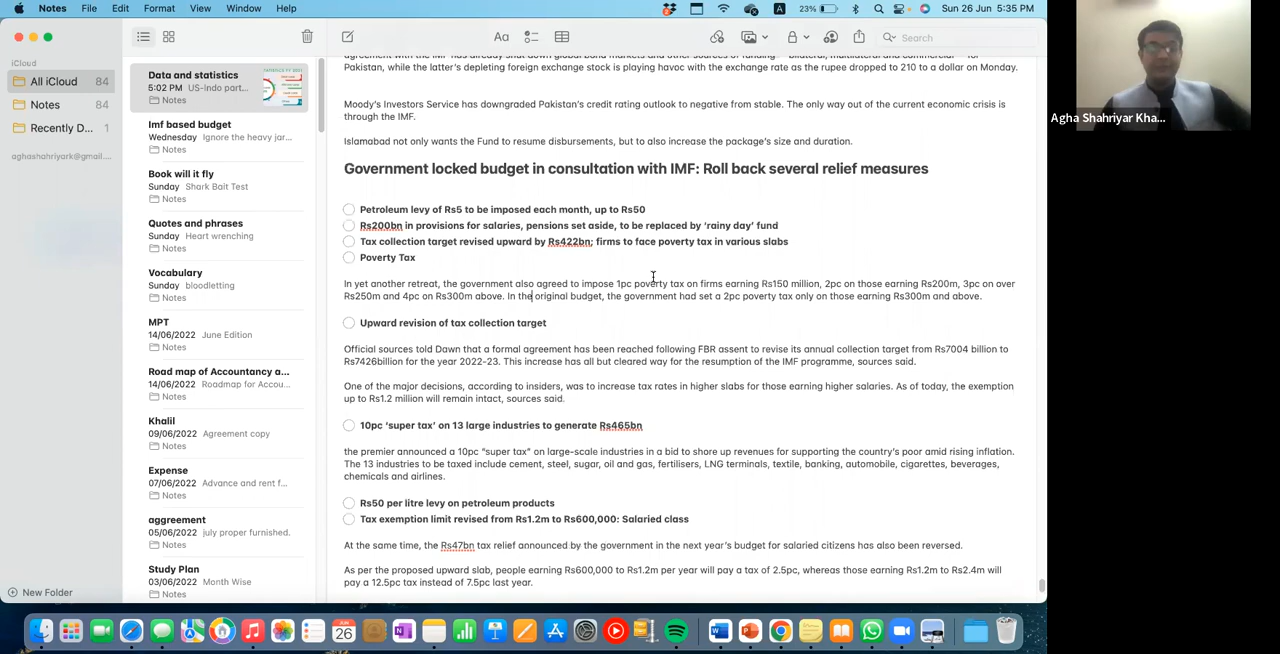 Notes File Edit Format View Window Help
A 23% Sun 26 Jun 5:35 PM
Aa
Search
iCloud
All iCloud 84
Notes 84
Recently D... 1
aghashahriyark@gmail....
New Folder
Data and statistics
5:02 PM US-Indo part...
Notes
Imf based budget
Wednesday Ignore the heavy jar...
Notes
Book will it fly
Sunday Shark Bait Test
Notes
Quotes and phrases
Sunday Heart wrenching
Notes
Vocabulary
Sunday bloodletting
Notes
MPT
14/06/2022 June Edition
Notes
Road map of Accountancy a...
14/06/2022 Roadmap for Accou...
Notes
Khalil
09/06/2022 Agreement copy
Notes
Expense
07/06/2022 Advance and rent f...
Notes
aggreement
05/06/2022 july proper furnished.
Notes
Study Plan
03/06/2022 Month Wise
Notes
Pakistan, while the latter's depleting foreign exchange stock is playing havoc with the exchange rate as the rupee dropped to 210 to a dollar on Monday.
Moody's Investors Service has downgraded Pakistan's credit rating outlook to negative from stable. The only way out of the current economic crisis is
through the IMF.
Islamabad not only wants the Fund to resume disbursements, but to also increase the package's size and duration.
Government locked budget in consultation with IMF: Roll back several relief measures
Petroleum levy of Rs5 to be imposed each month, up to Rs50
Rs200bn in provisions for salaries, pensions set aside, to be replaced by 'rainy day' fund
Tax collection target revised upward by Rs422bn; firms to face poverty tax in various slabs
Poverty Tax
In yet another retreat, the government also agreed to impose 1pc poverty tax on firms earning Rs150 million, 2pc on those earning Rs200m, 3pc on over
Rs250m and 4pc on Rs300m above. In the original budget, the government had set a 2pc poverty tax only on those earning Rs300m and above.
Upward revision of tax collection target
Official sources told Dawn that a formal agreement has been reached following FBR assent to revise its annual collection target from Rs7004 billion to
Rs7426billion for the year 2022-23. This increase has all but cleared way for the resumption of the IMF programme, sources said.
One of the major decisions, according to insiders, was to increase tax rates in higher slabs for those earning higher salaries. As of today, the exemption
up to Rs1.2 million will remain intact, sources said.
10pc 'super tax' on 13 large industries to generate Rs465bn
the premier announced a 10pc "super tax" on large-scale industries in a bid to shore up revenues for supporting the country's poor amid rising inflation.
The 13 industries to be taxed include cement, steel, sugar, oil and gas, fertilisers, LNG terminals, textile, banking, automobile, cigarettes, beverages,
chemicals and airlines.
Rs50 per litre levy on petroleum products
Tax exemption limit revised from Rs1.2m to Rs600,000: Salaried class
At the same time, the Rs47bn tax relief announced by the government in the next year's budget for salaried citizens has also been reversed.
As per the proposed upward slab, people earning Rs600,000 to Rs1.2m per year will pay a tax of 2.5pc, whereas those earning Rs1.2m to Rs2.4m will
pay a 12.5pc tax instead of 7.5pc last year.
Agha Shahriyar Kha...
JUN
26